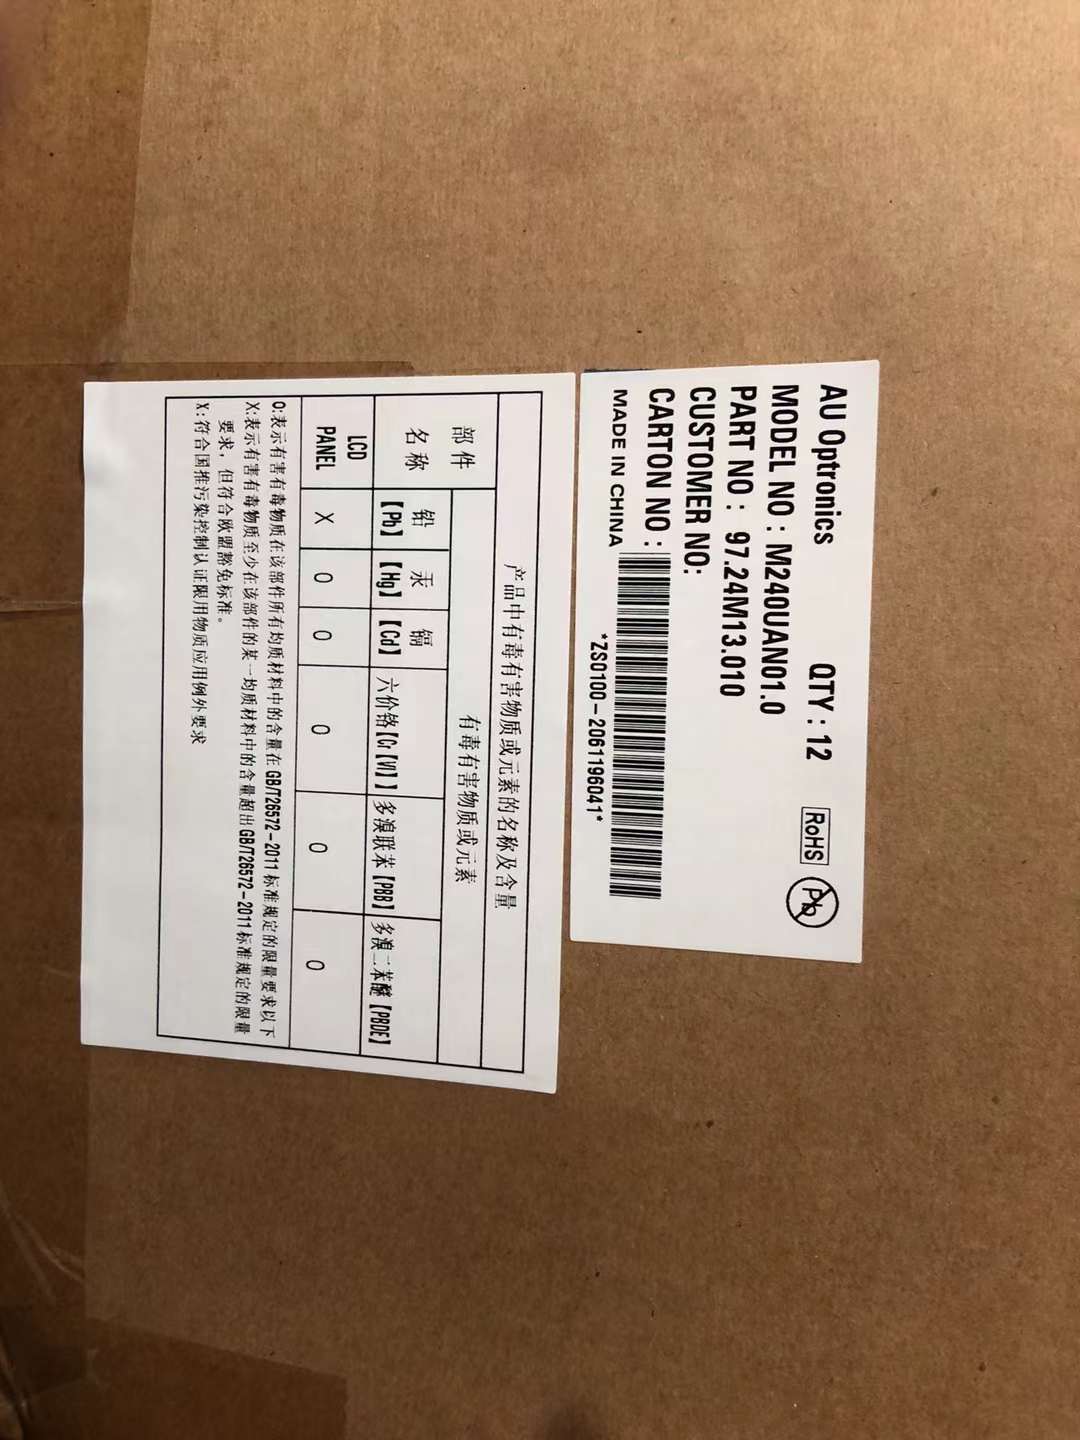 AU Optronics QTY : 12 RoHS Pb
MODEL NO : M240UAN01.0
PART NO : 97.24M13.010
CUSTOMER NO:
CARTON NO :
MADE IN CHINA
*ZS0100-2061196041*
产品中有毒有害物质或元素的名称及含量
部件
名称
有毒有害物质或元素
铅
【Pb】
汞
【Hg】
镉
【Cd】
六价铬【Cr【VI】】
多溴联苯【PBB】
多溴二苯醚【PBDE】
LCD
PANEL
X O O O O O
O:表示有害有毒物质在该部件所有均质材料中的含量在GB/T26572-2011标准规定的限量要求以下
X:表示有害有毒物质至少在该部件的某一均质材料中的含量超出GB/T26572-2011标准规定的限量
要求，但符合欧盟豁免标准。
X:符合国推污染控制认证限用物质应用例外要求